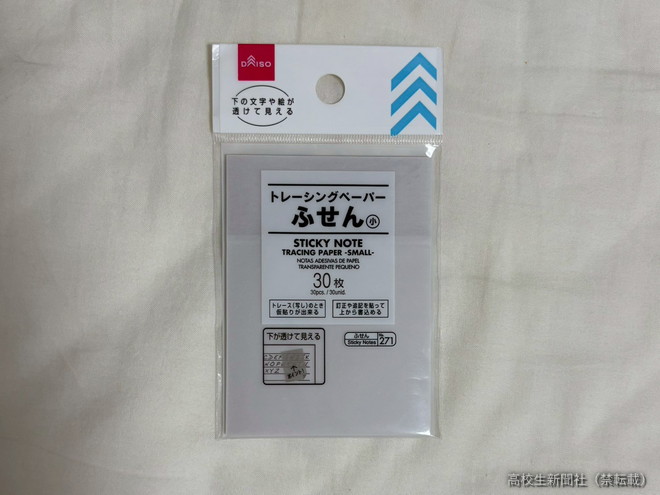 DAISO
下の文字や絵が
透けて見える
トレーシングペーパー
ふせん 小
STICKY NOTE
TRACING PAPER -SMALL-
NOTAS ADESIVAS DE PAPEL
TRANSPARENTE PEQUENO
30枚
30pcs. / 30unid.
トレース(写し)のとき
仮貼りが出来る
訂正や追記を貼って
上から書込める
下が透けて見える
ポイント!
ふせん
Sticky Notes
No.
271
高校生新聞社(禁転載)